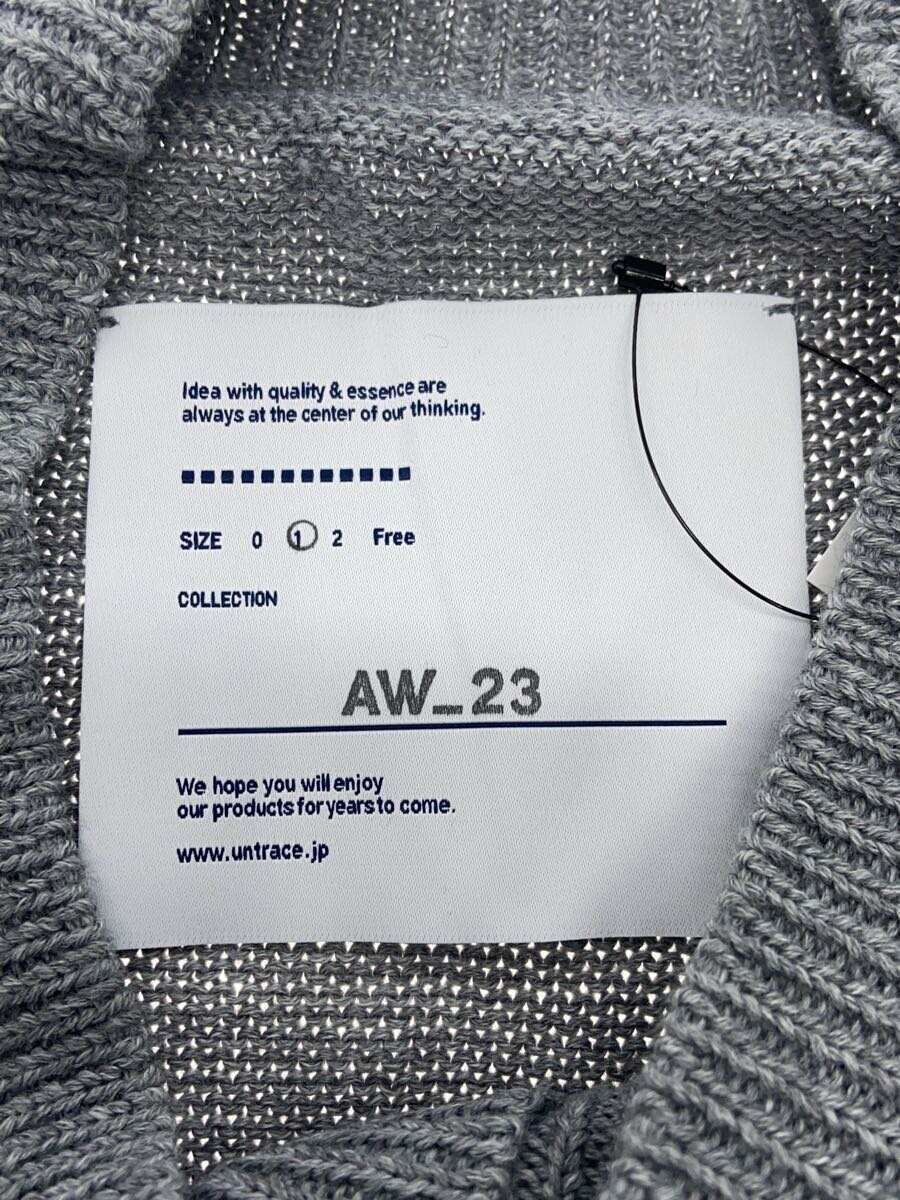 Idea with quality & essence are
always at the center of our thinking.
SIZE 0 1 2 Free
COLLECTION
AW_23
We hope you will enjoy
our products for years to come.
www.untrace.jp